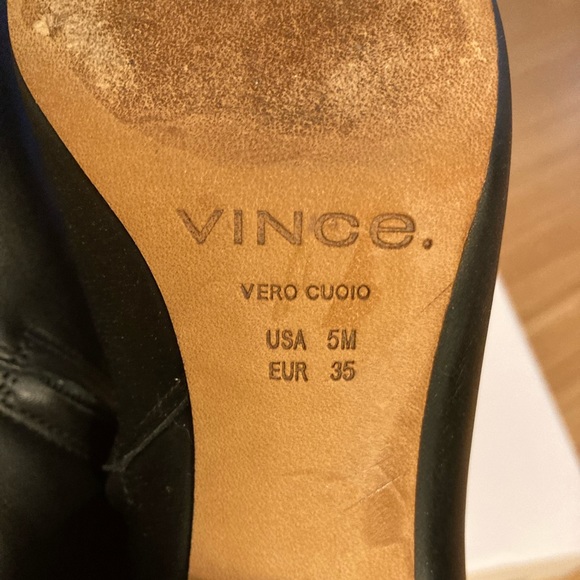 VINCe.
VERO CUOIO
USA 5M
EUR 35